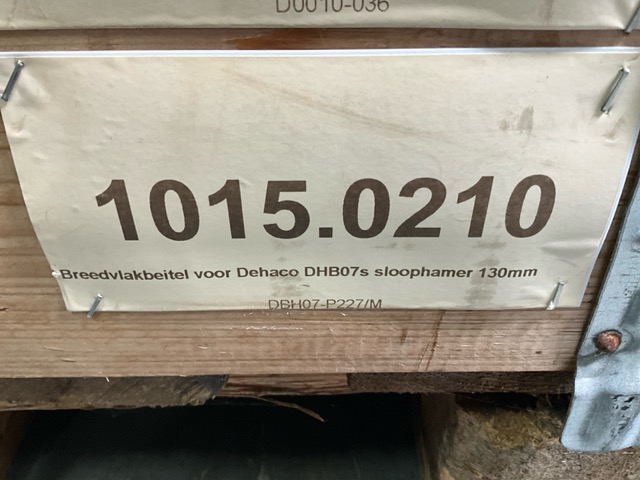 D0010-036
1015.0210
Breedvlakbeitel voor Dehaco DHB07s sloophamer 130mm
DBH07-P227/M